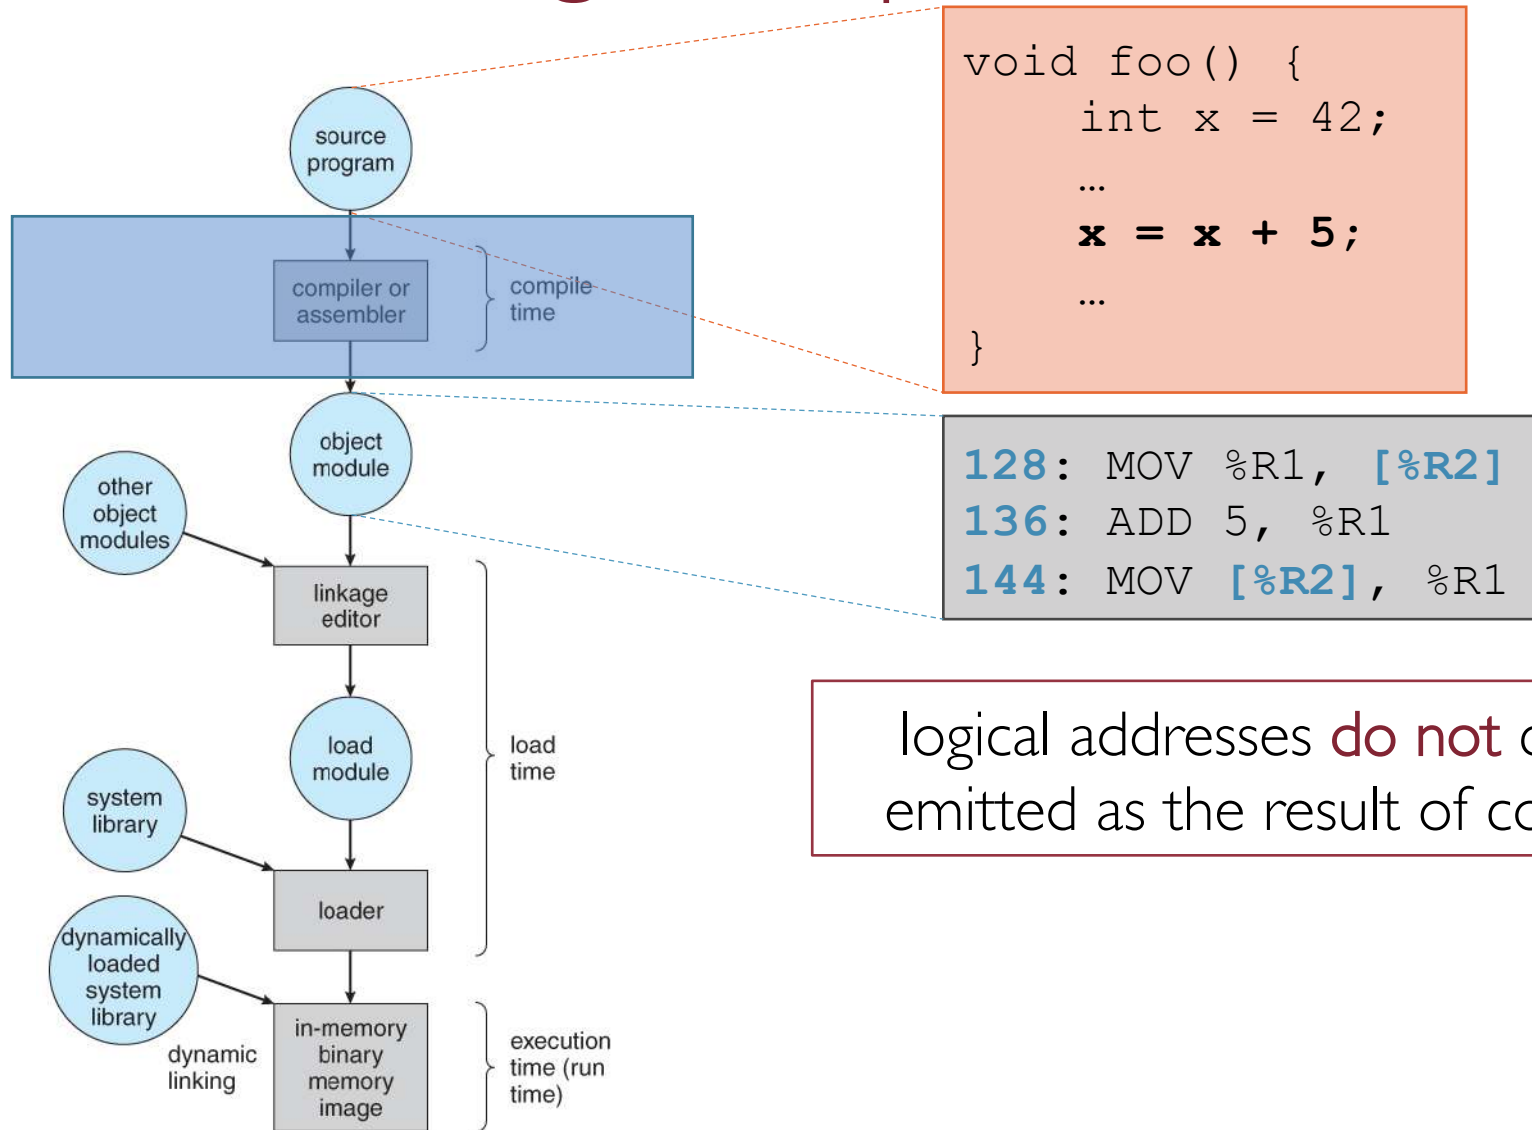 source
program
compiler or
assembler
compile
time
object
module
other
object
modules
linkage
editor
load
module
load
time
system
library
loader
dynamically
loaded
system
library
dynamic
linking
in-memory
binary
memory
image
execution
time (run
time)
void foo() {
int x = 42;
…
x = x + 5;
…
}
128: MOV %R1, [%R2]
136: ADD 5, %R1
144: MOV [%R2], %R1
logical addresses do not
emitted as the result of